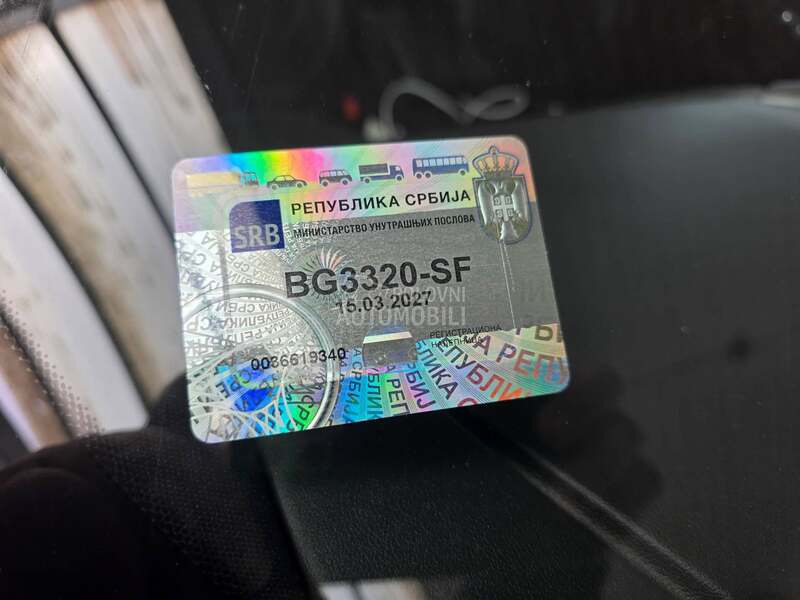 РЕПУБЛИКА СРБИЈА
SRB
МИНИСТАРСТВО УНУТРАШЊИХ ПОСЛОВА
BG3320-SF
15.03.2027
POLOVNI
AUTOMOBILI
РЕГИСТРАЦИОНА
НАЛЕПНИЦА
0036619340